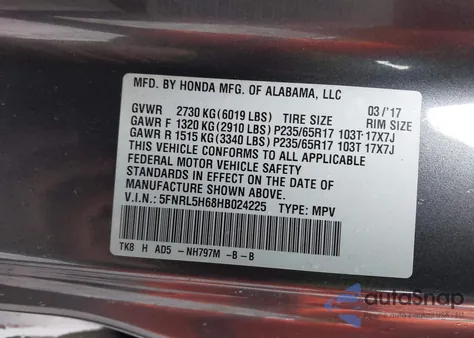 MFD. BY HONDA MFG. OF ALABAMA, LLC
GVWR 2730 KG(6019 LBS) TIRE SIZE 03/'17 RIM SIZE
GAWR F 1320 KG(2910 LBS) P235/65R17 103T 17X7J
GAWR R 1515 KG(3340 LBS) P235/65R17 103T 17X7J
THIS VEHICLE CONFORMS TO ALL APPLICABLE
FEDERAL MOTOR VEHICLE SAFETY
STANDARDS IN EFFECT ON THE DATE OF
MANUFACTURE SHOWN ABOVE.
V.I.N.: 5FNRL5H68HB024225 TYPE: MPV
TK8 H AD5 -NH797M -B-B
autoSnap